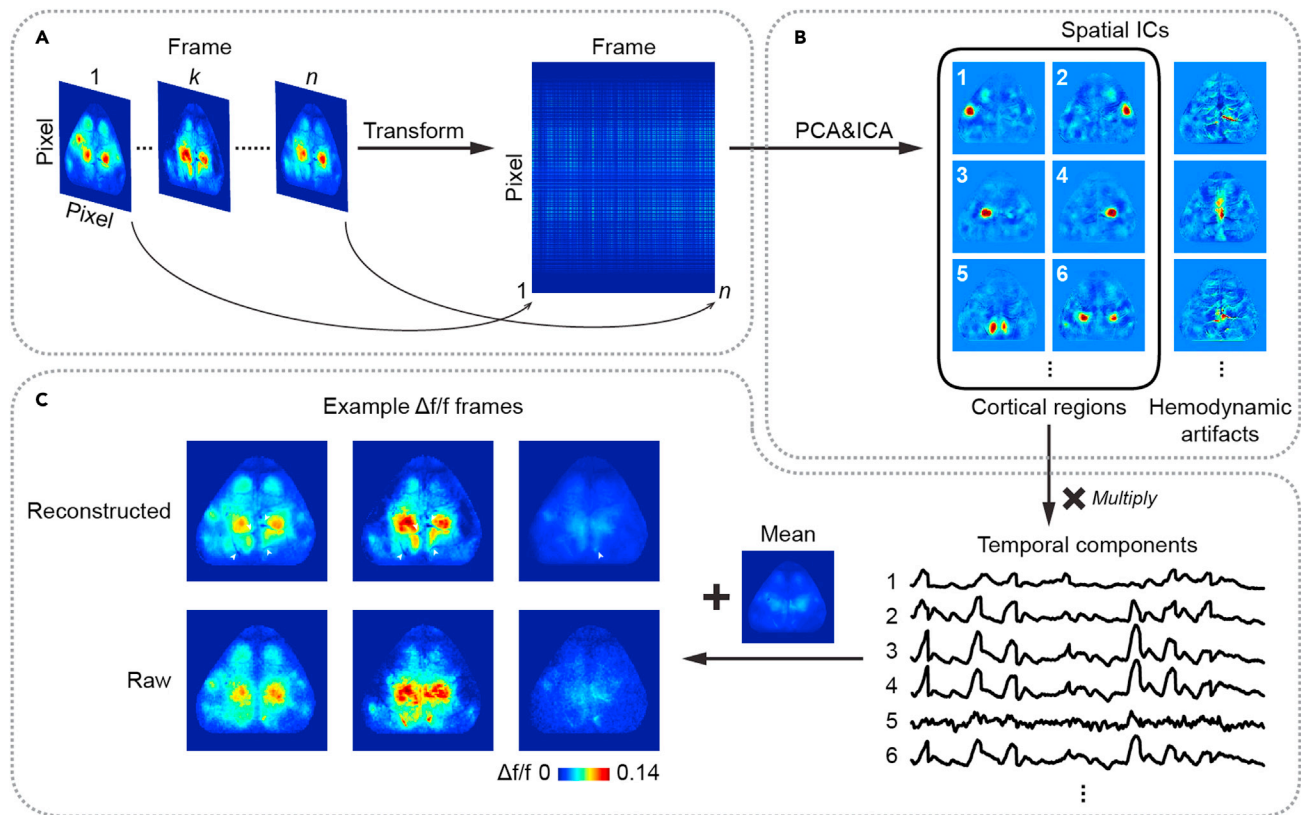 A
Frame
1
k
n
Pixel
Pixel
Transform
Frame
Pixel
1
n
B
Spatial ICs
PCA&ICA
1
2
3
4
5
6
Cortical regions
Hemodynamic
artifacts
Multiply
C
Example Δf/f frames
Reconstructed
Raw
Δf/f 0
0.14
Mean
+
Temporal components
1
2
3
4
5
6